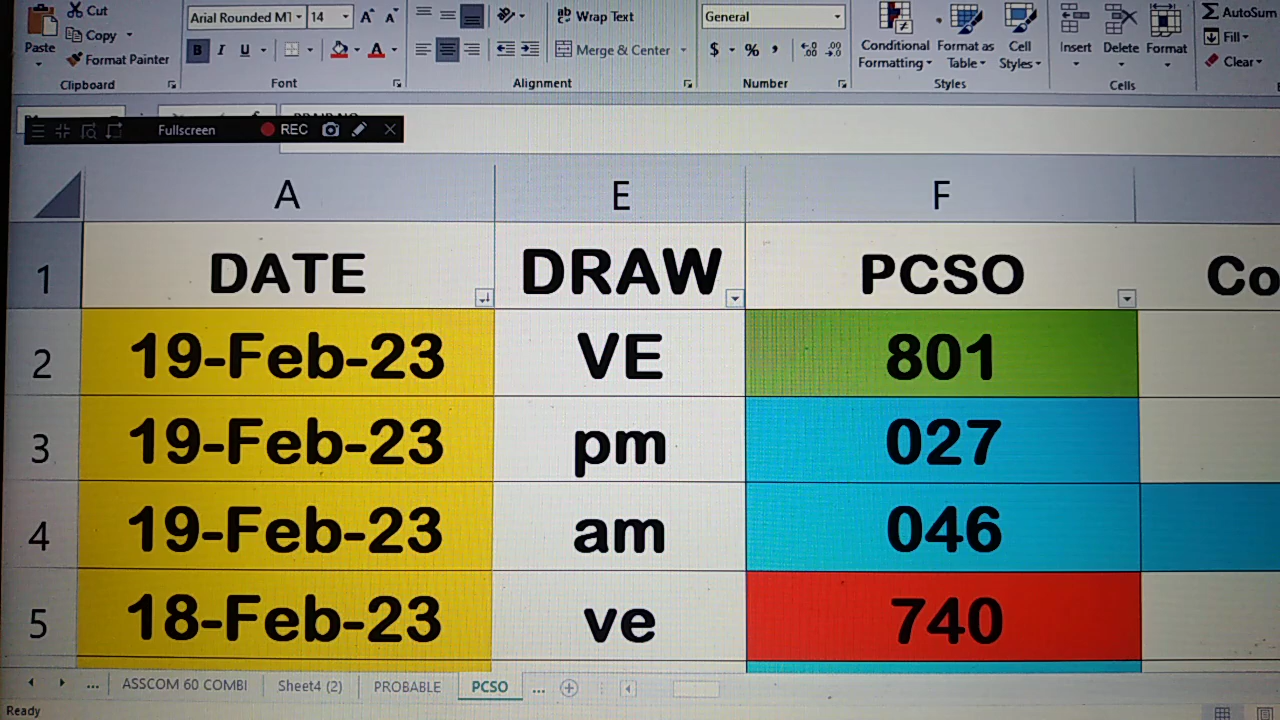 Cut
Copy
Format Painter
Paste
Clipboard
Arial Rounded MT
14
A A
B I U
A
Font
ab
Wrap Text
Merge & Center
Alignment
General
$ % ,
Number
Conditional
Formatting
Format as
Table
Cell
Styles
Styles
Insert
Delete
Format
Cells
AutoSum
Fill
Clear
Fullscreen
REC
A E F
1 DATE DRAW PCSO Co
2 19-Feb-23 VE 801
3 19-Feb-23 pm 027
4 19-Feb-23 am 046
5 18-Feb-23 ve 740
... ASSCOM 60 COMBI Sheet4 (2) PROBABLE PCSO ...
Ready